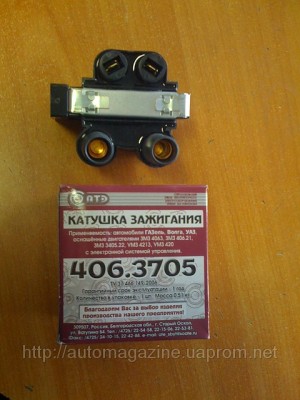 АТЭ
КАТУШКА ЗАЖИГАНИЯ
Применяемость: автомобили ГАЗель, Волга, УАЗ,
оснащённые двигателями ЗМЗ 4063, ЗМЗ 406.21,
ЗМЗ 3405.22, УМЗ 4213, УМЗ 420
с электронной системой управления.
406.3705
Гарантийный срок эксплуатации - 1 год
Количество в упаковке - 1 шт. Масса 0,5 кг
Благодарим Вас за выбор изделия
производства нашего предприятия!
309507, Россия, Белгородская обл., г. Старый Оскол,
http://automagazine.uaprom.net